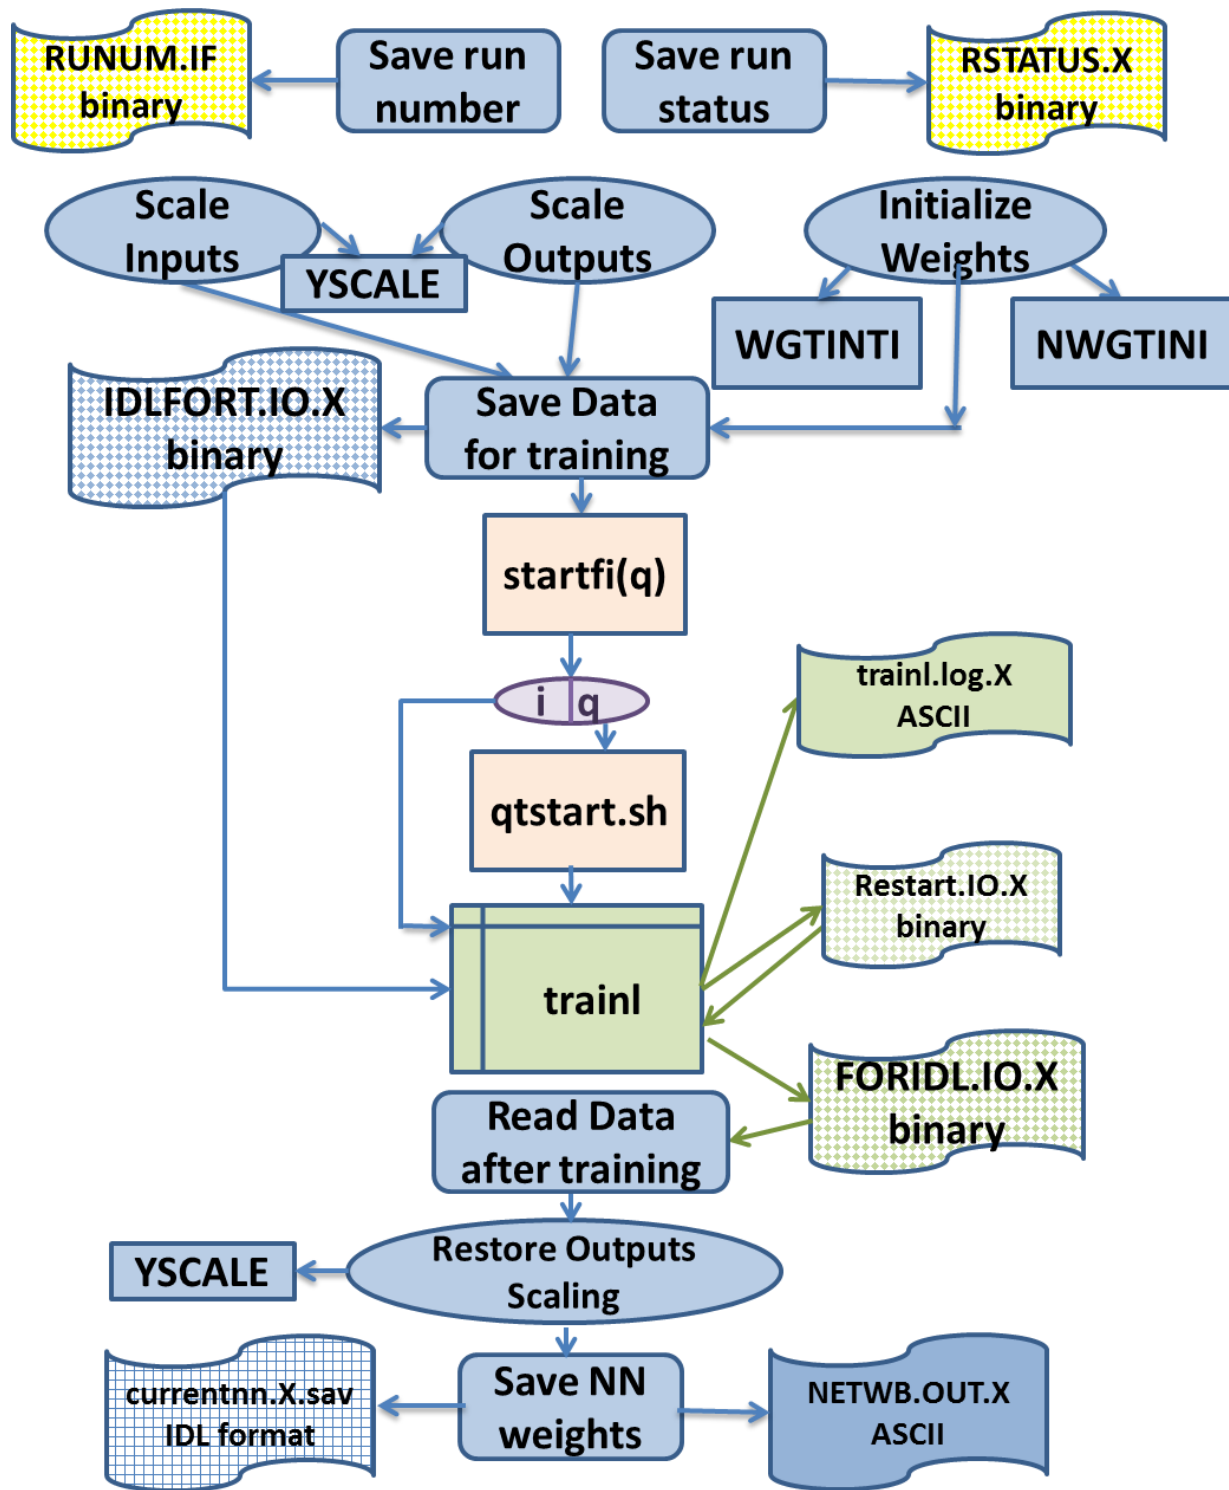 RUNUM.IF
binary
Save run
number
Save run
status
RSTATUS.X
binary
Scale
Inputs
Scale
Outputs
Initialize
Weights
YSCALE
WGTINTI
NWGTINI
IDLFORT.IO.X
binary
Save Data
for training
startfi(q)
i q
trainl.log.X
ASCII
qtstart.sh
Restart.IO.X
binary
trainl
FORIDL.IO.X
binary
Read Data
after training
Restore Outputs
Scaling
YSCALE
currentnn.X.sav
IDL format
Save NN
weights
NETWB.OUT.X
ASCII